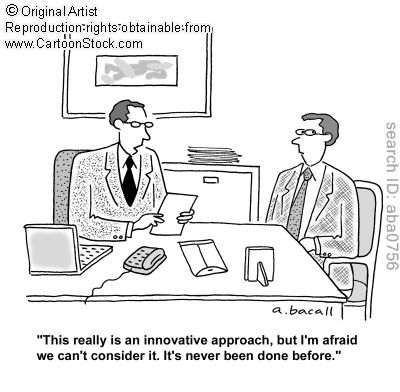 © Original Artist
Reproduction rights obtainable from
www.CartoonStock.com
search ID: aba0756
a.bacall
"This really is an innovative approach, but I'm afraid
we can't consider it. It's never been done before."